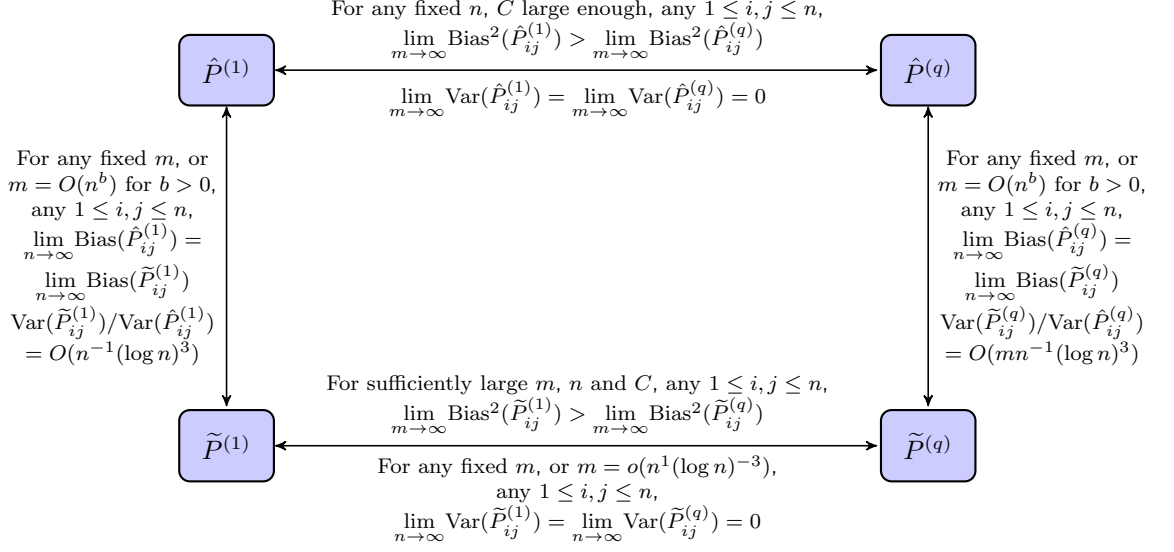 For any fixed n, C large enough, any 1 ≤ i, j ≤ n,
lim_{m→∞} Bias²(P̂_{ij}^{(1)}) > lim_{m→∞} Bias²(P̂_{ij}^{(q)})
P̂^{(1)}
P̂^{(q)}
lim_{m→∞} Var(P̂_{ij}^{(1)}) = lim_{m→∞} Var(P̂_{ij}^{(q)}) = 0
For any fixed m, or
m = O(n^b) for b > 0,
any 1 ≤ i, j ≤ n,
lim_{n→∞} Bias(P̂_{ij}^{(1)}) =
lim_{n→∞} Bias(P̃_{ij}^{(1)})
Var(P̃_{ij}^{(1)})/Var(P̂_{ij}^{(1)})
= O(n^{-1}(log n)^3)
For any fixed m, or
m = O(n^b) for b > 0,
any 1 ≤ i, j ≤ n,
lim_{n→∞} Bias(P̂_{ij}^{(q)}) =
lim_{n→∞} Bias(P̃_{ij}^{(q)})
Var(P̃_{ij}^{(q)})/Var(P̂_{ij}^{(q)})
= O(mn^{-1}(log n)^3)
For sufficiently large m, n and C, any 1 ≤ i, j ≤ n,
lim_{m→∞} Bias²(P̃_{ij}^{(1)}) > lim_{m→∞} Bias²(P̃_{ij}^{(q)})
P̃^{(1)}
P̃^{(q)}
For any fixed m, or m = o(n^1(log n)^{-3}),
any 1 ≤ i, j ≤ n,
lim_{n→∞} Var(P̃_{ij}^{(1)}) = lim_{n→∞} Var(P̃_{ij}^{(q)}) = 0